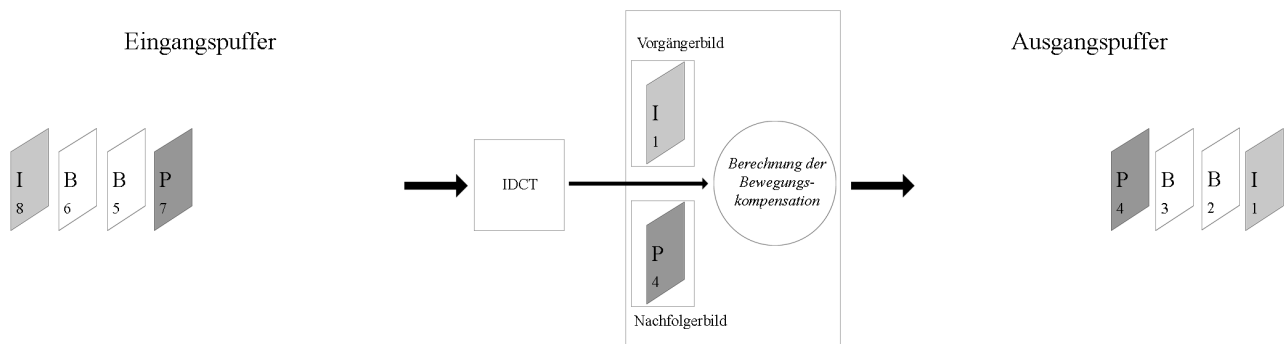 Eingangspuffer
I
8
B
6
B
5
P
7
IDCT
Vorgängerbild
I
1
P
4
Nachfolgerbild
Berechnung der
Bewegungs-
kompensation
Ausgangspuffer
P
4
B
3
B
2
I
1